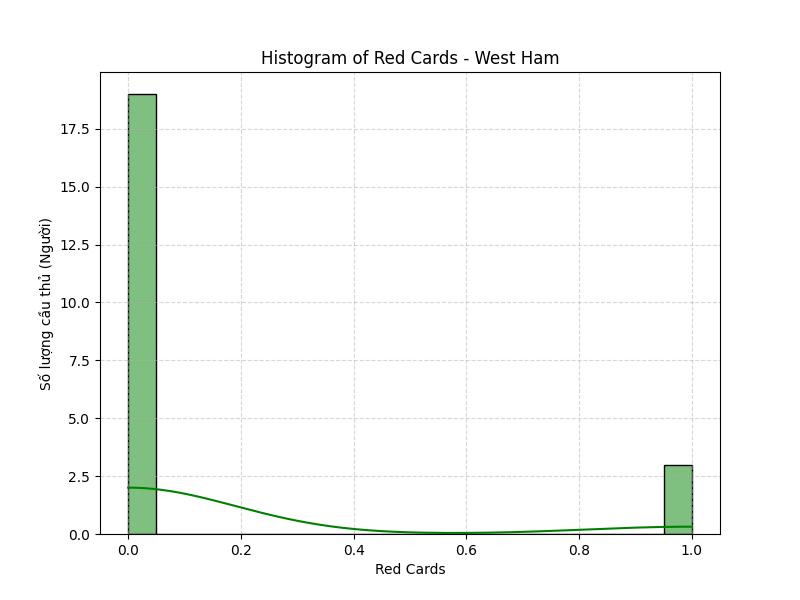 Histogram of Red Cards - West Ham
Số lượng cầu thủ (Người)
17.5
15.0
12.5
10.0
7.5
5.0
2.5
0.0
0.0 0.2 0.4 0.6 0.8 1.0
Red Cards